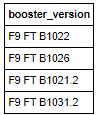 booster_version
F9 FT B1022
F9 FT B1026
F9 FT B1021.2
F9 FT B1031.2